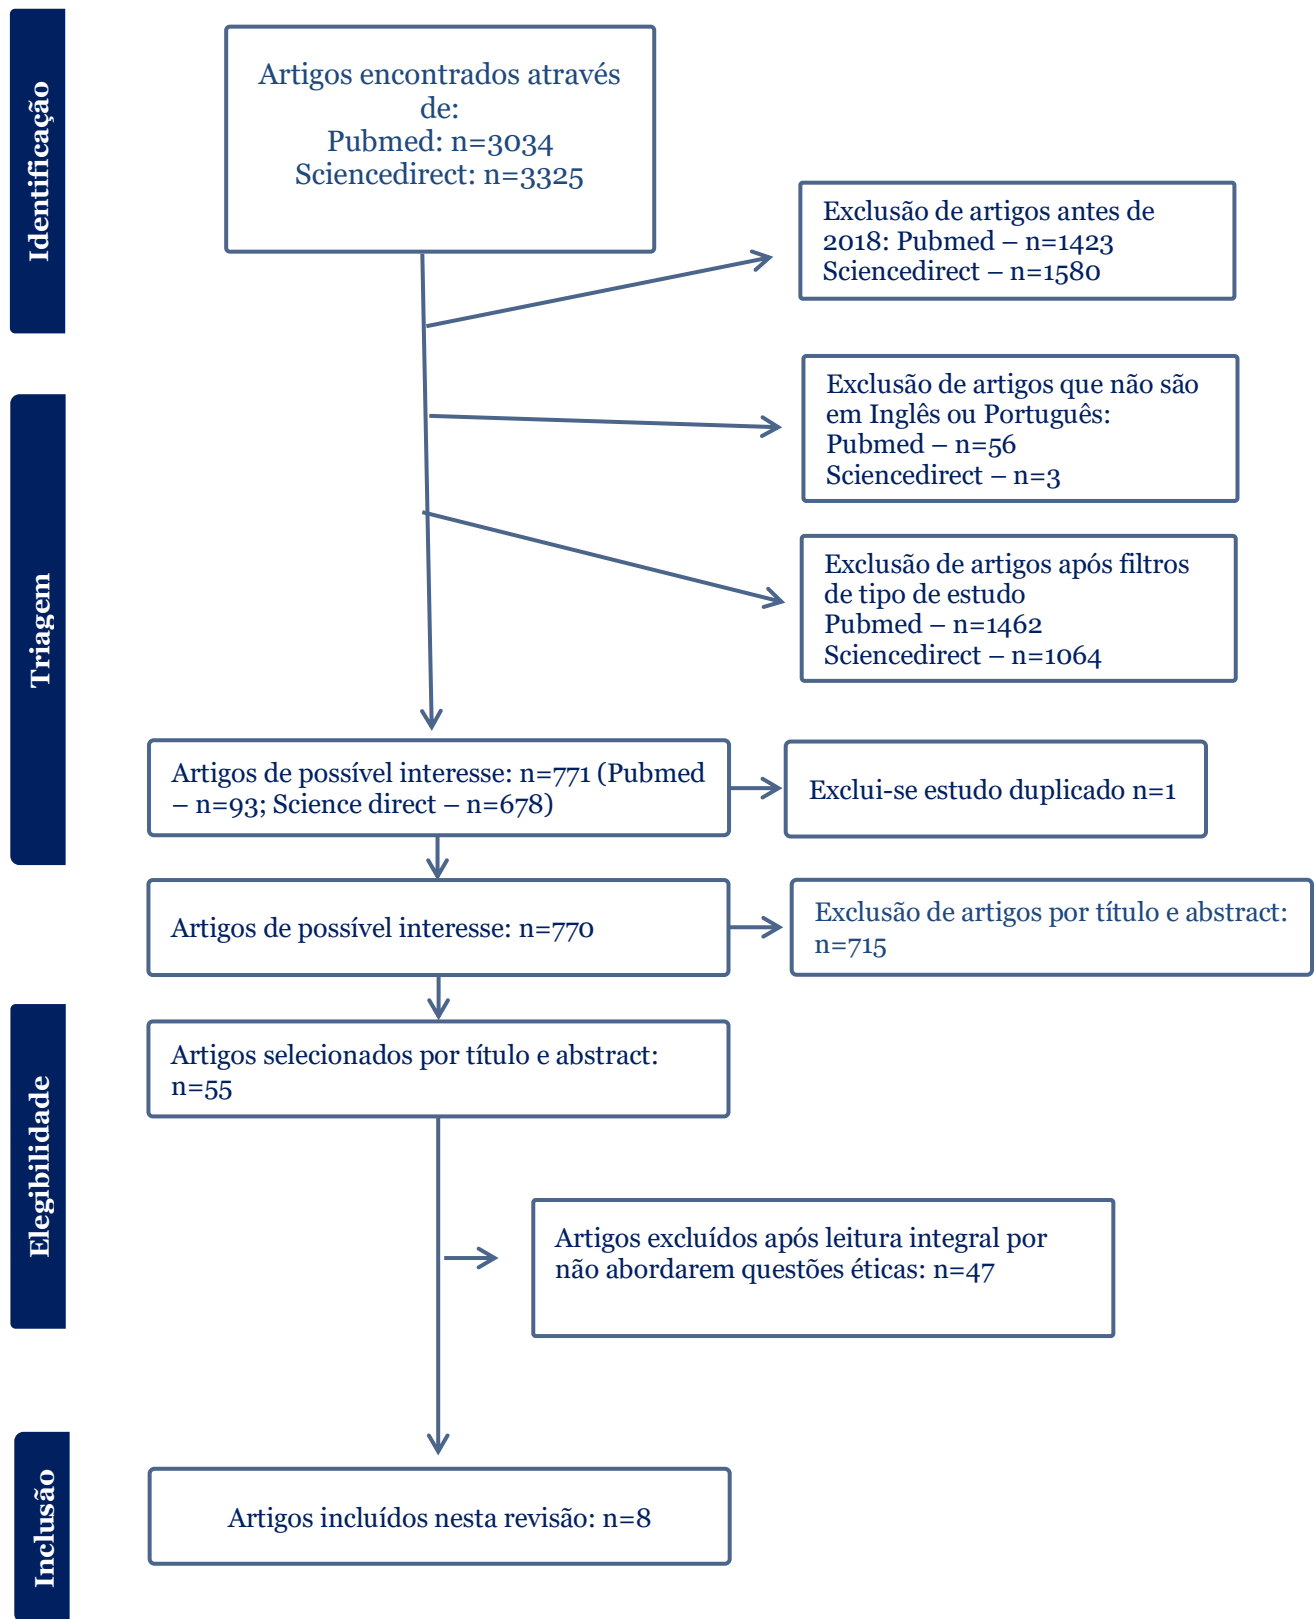 Identificação
Artigos encontrados através
de:
Pubmed: n=3034
Sciencedirect: n=3325
Exclusão de artigos antes de
2018: Pubmed – n=1423
Sciencedirect – n=1580
Triagem
Exclusão de artigos que não são
em Inglês ou Português:
Pubmed – n=56
Sciencedirect – n=3
Exclusão de artigos após filtros
de tipo de estudo
Pubmed – n=1462
Sciencedirect – n=1064
Artigos de possível interesse: n=771 (Pubmed
– n=93; Science direct – n=678)
Exclui-se estudo duplicado n=1
Artigos de possível interesse: n=770
Exclusão de artigos por título e abstract:
n=715
Elegibilidade
Artigos selecionados por título e abstract:
n=55
Artigos excluídos após leitura integral por
não abordarem questões éticas: n=47
Inclusão
Artigos incluídos nesta revisão: n=8